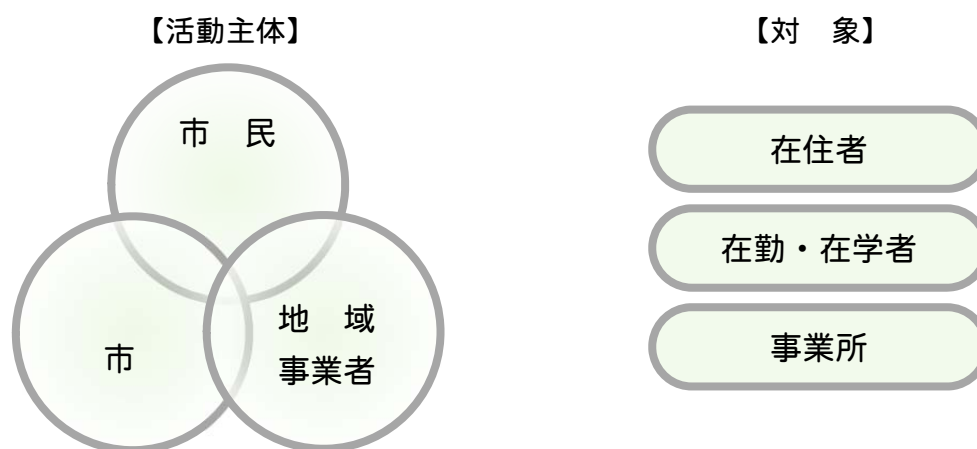 【活動主体】
市　民
市
地　域
事業者
【対　象】
在住者
在勤・在学者
事業所